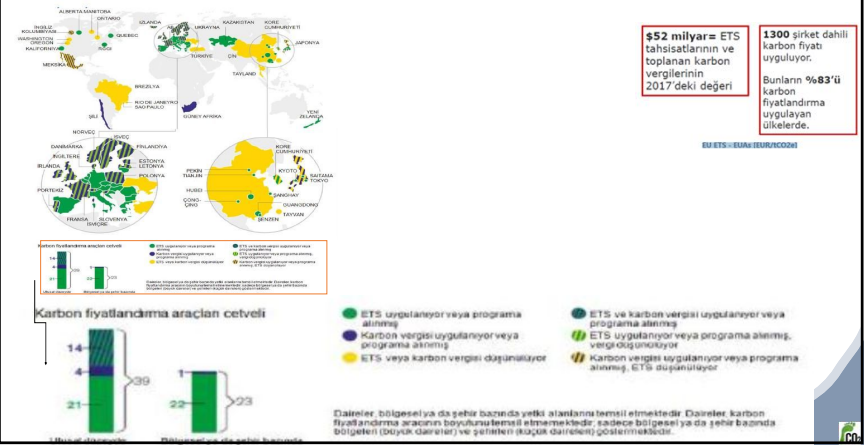 ALBERTA MANITOBA
ONTARIO
İNGİLİZ
KOLUMBİYASI
WASHINGTON
OREGON
KALİFORNİYA
QUEBEC
RGGI
MEKSİKA
İZLANDA
AB
UKRAYNA
KAZAKİSTAN
KORE
CUMHURİYETİ
JAPONYA
TÜRKİYE
ÇİN
TAYLAND
BREZİLYA
RIO DE JANEYRO
SAO PAULO
ŞİLİ
GÜNEY AFRİKA
YENİ
ZELANDA
NORVEÇ
İSVEÇ
DANİMARKA
FİNLANDİYA
İNGİLTERE
İRLANDA
ESTONYA
LETONYA
POLONYA
PORTEKİZ
FRANSA
SLOVENYA
İSVİÇRE
KORE
CUMHURİYETİ
PEKİN
TIANJIN
KYOTO
SAITAMA
TOKYO
HUBEI
ŞANGHAY
ÇONG-
ÇING
GUANGDONG
TAYVAN
ŞENZEN
$52 milyar= ETS
tahsisatlarının ve
toplanan karbon
vergilerinin
2017'deki değeri
1300 şirket dahili
karbon fiyatı
uyguluyor.
Bunların %83'ü
karbon
fiyatlandırma
uygulayan
ülkelerde.
EU ETS - EUAs [EUR/tCO2e]
Karbon fiyatlandırma araçları cetveli
14
4
21
39
1
22
23
ETS uygulanıyor veya programa
alınmış
Karbon vergisi uygulanıyor veya
programa alınmış
ETS veya karbon vergisi düşünülüyor
ETS ve karbon vergisi uygulanıyor veya
programa alınmış
ETS uygulanıyor veya programa alınmış,
vergi düşünülüyor
Karbon vergisi uygulanıyor veya programa
alınmış, ETS düşünülüyor
Daireler, bölgesel ya da şehir bazında yetki alanlarını temsil etmektedir. Daireler, karbon
fiyatlandırma aracının boyutunu temsil etmemektedir; sadece bölgesel ya da şehir bazında
bölgeleri (büyük daireler) ve şehirleri (küçük daireleri) göstermektedir.